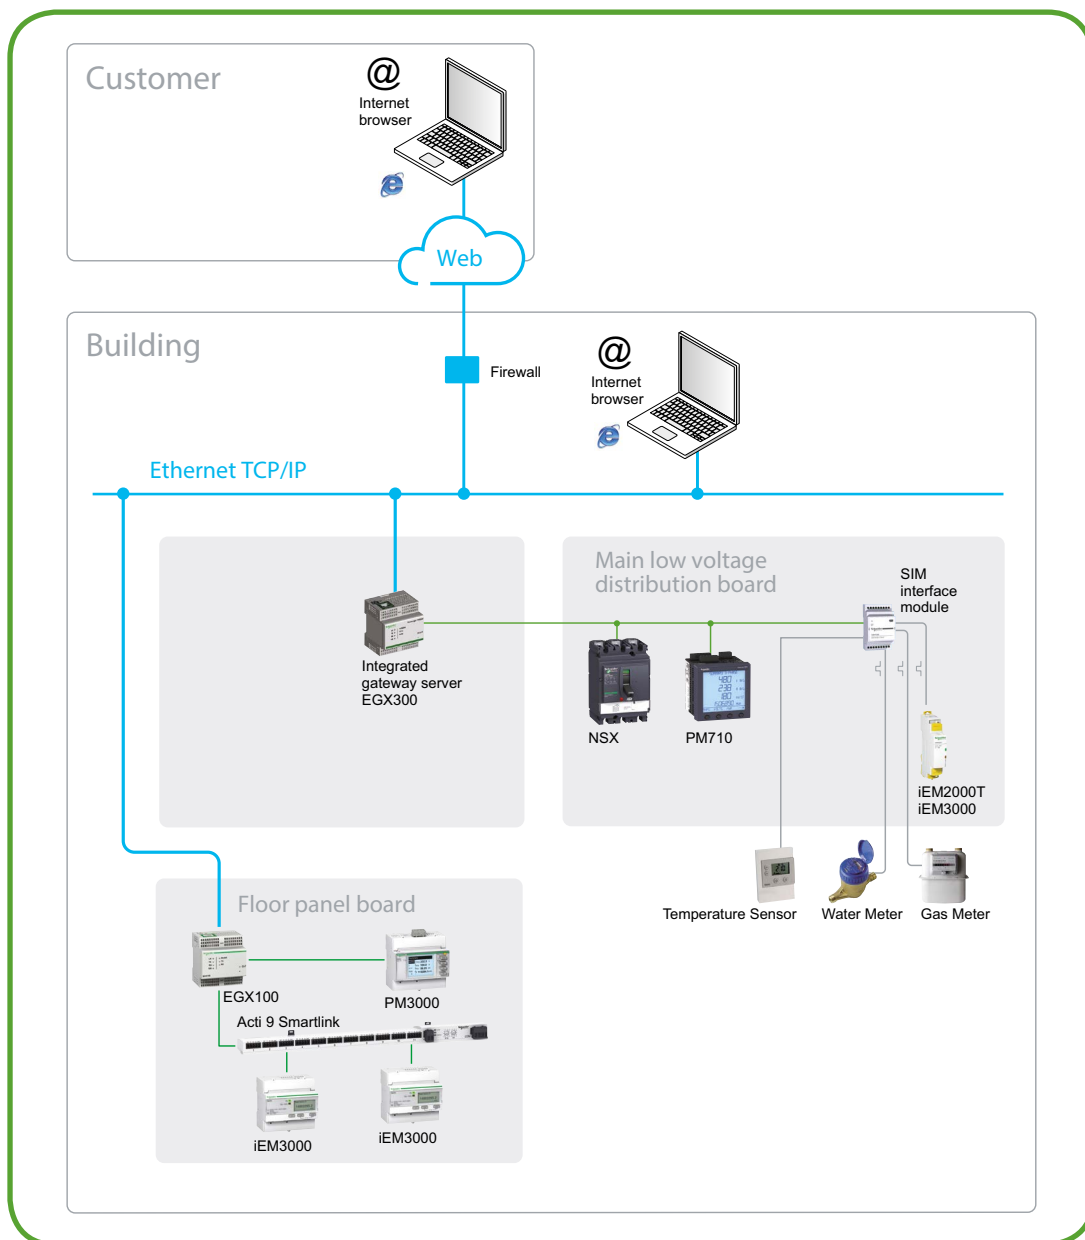 Customer
@
Internet
browser
Web
Building
@
Internet
browser
Firewall
Ethernet TCP/IP
Main low voltage
distribution board
SIM
interface
module
Integrated
gateway server
EGX300
NSX
PM710
iEM2000T
iEM3000
Temperature Sensor
Water Meter
Gas Meter
Floor panel board
EGX100
PM3000
Acti 9 Smartlink
iEM3000
iEM3000